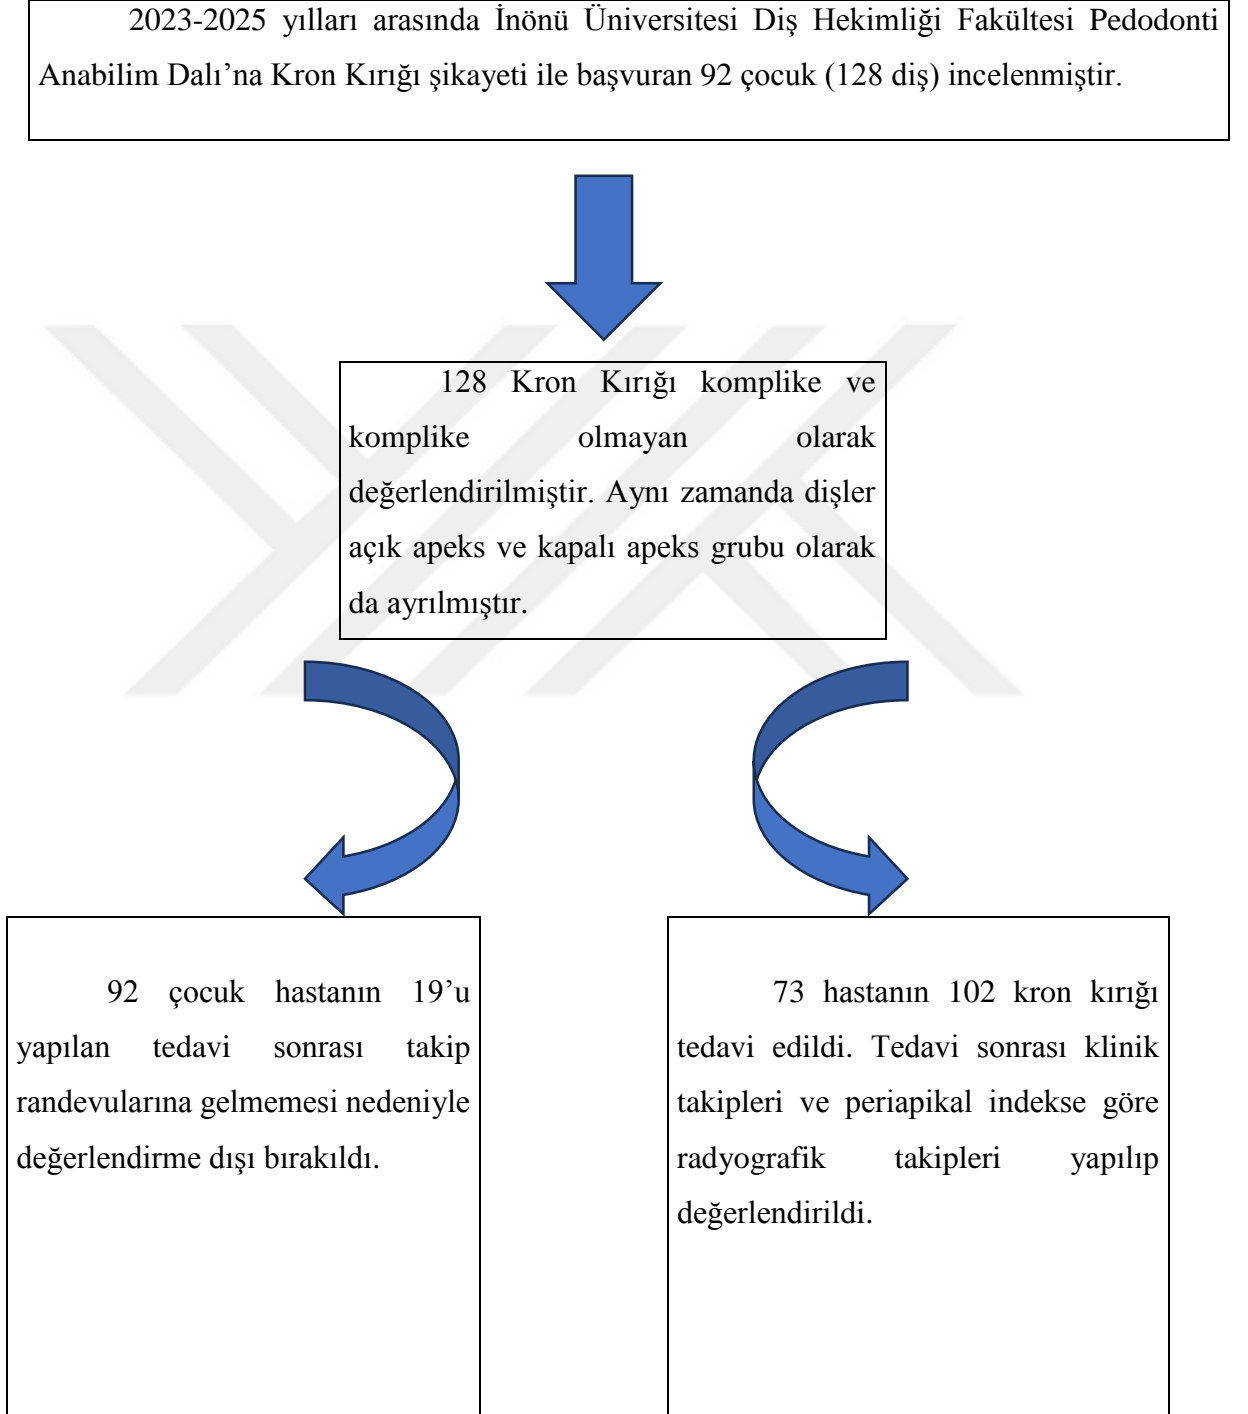 2023-2025 yılları arasında İnönü Üniversitesi Diş Hekimliği Fakültesi Pedodonti
Anabilim Dalı’na Kron Kırığı şikayeti ile başvuran 92 çocuk (128 diş) incelenmiştir.
128 Kron Kırığı komplike ve
komplike olmayan olarak
değerlendirilmiştir. Aynı zamanda dişler
açık apeks ve kapalı apeks grubu olarak
da ayrılmıştır.
92 çocuk hastanın 19’u
yapılan tedavi sonrası takip
randevularına gelmemesi nedeniyle
değerlendirme dışı bırakıldı.
73 hastanın 102 kron kırığı
tedavi edildi. Tedavi sonrası klinik
takipleri ve periapikal indekse göre
radyografik takipleri yapılıp
değerlendirildi.